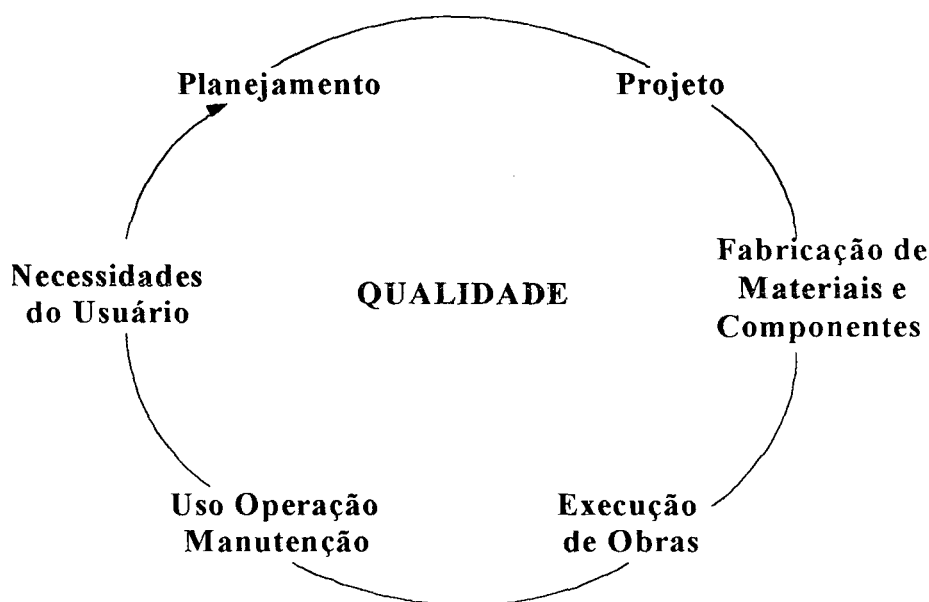 Planejamento
Projeto
Fabricação de
Materiais e
Componentes
Necessidades
do Usuário
QUALIDADE
Uso Operação
Manutenção
Execução
de Obras